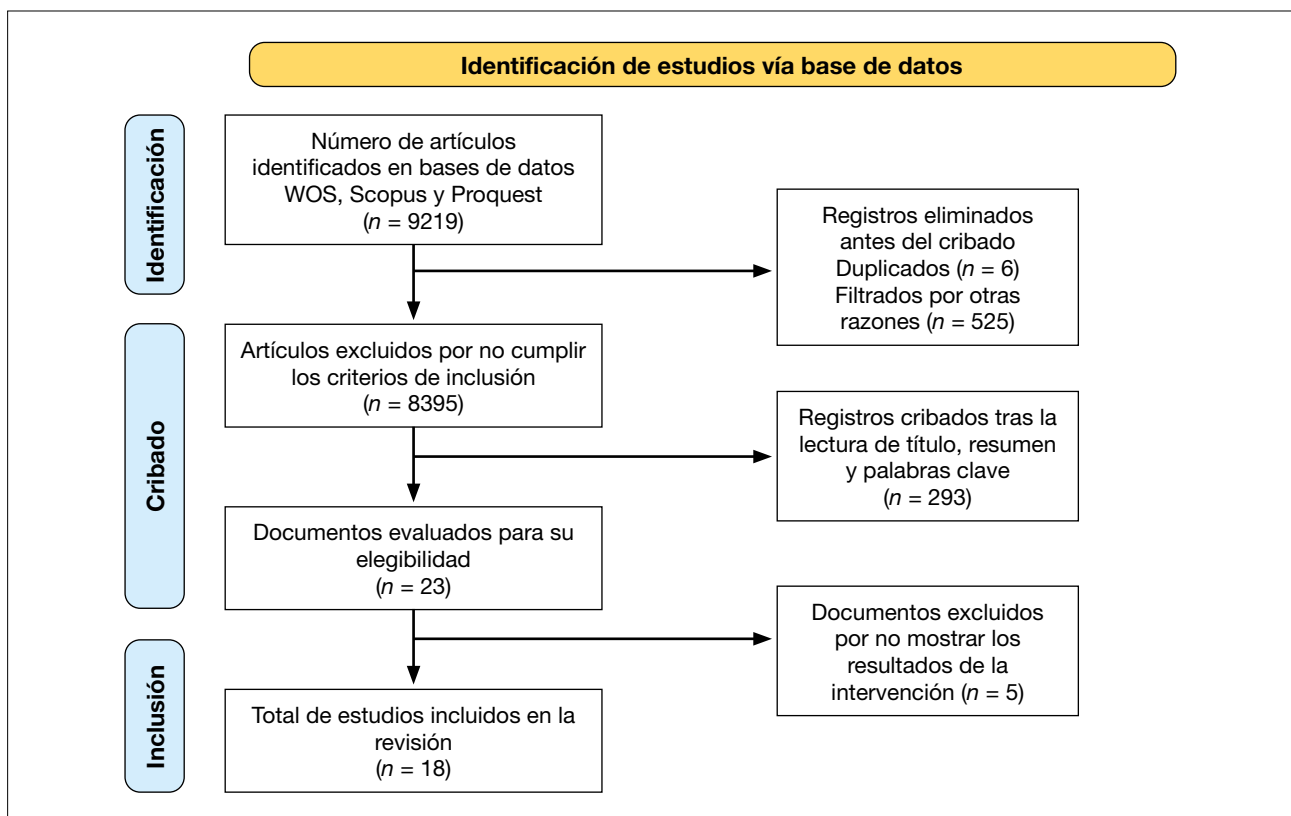 Identificación de estudios vía base de datos
Identificación
Número de artículos
identificados en bases de datos
WOS, Scopus y Proquest
(n = 9219)
Registros eliminados
antes del cribado
Duplicados (n = 6)
Filtrados por otras
razones (n = 525)
Cribado
Artículos excluidos por no cumplir
los criterios de inclusión
(n = 8395)
Registros cribados tras la
lectura de título, resumen
y palabras clave
(n = 293)
Documentos evaluados para su
elegibilidad
(n = 23)
Documentos excluidos
por no mostrar los
resultados de la
intervención (n = 5)
Inclusión
Total de estudios incluidos en la
revisión
(n = 18)